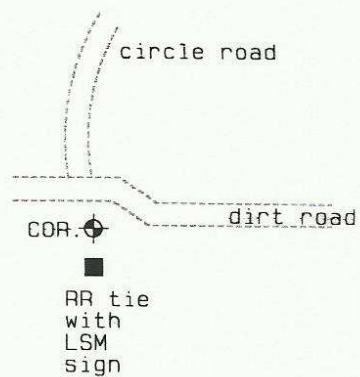 circle road
dirt road
COR.
RR tie
with
LSM
sign